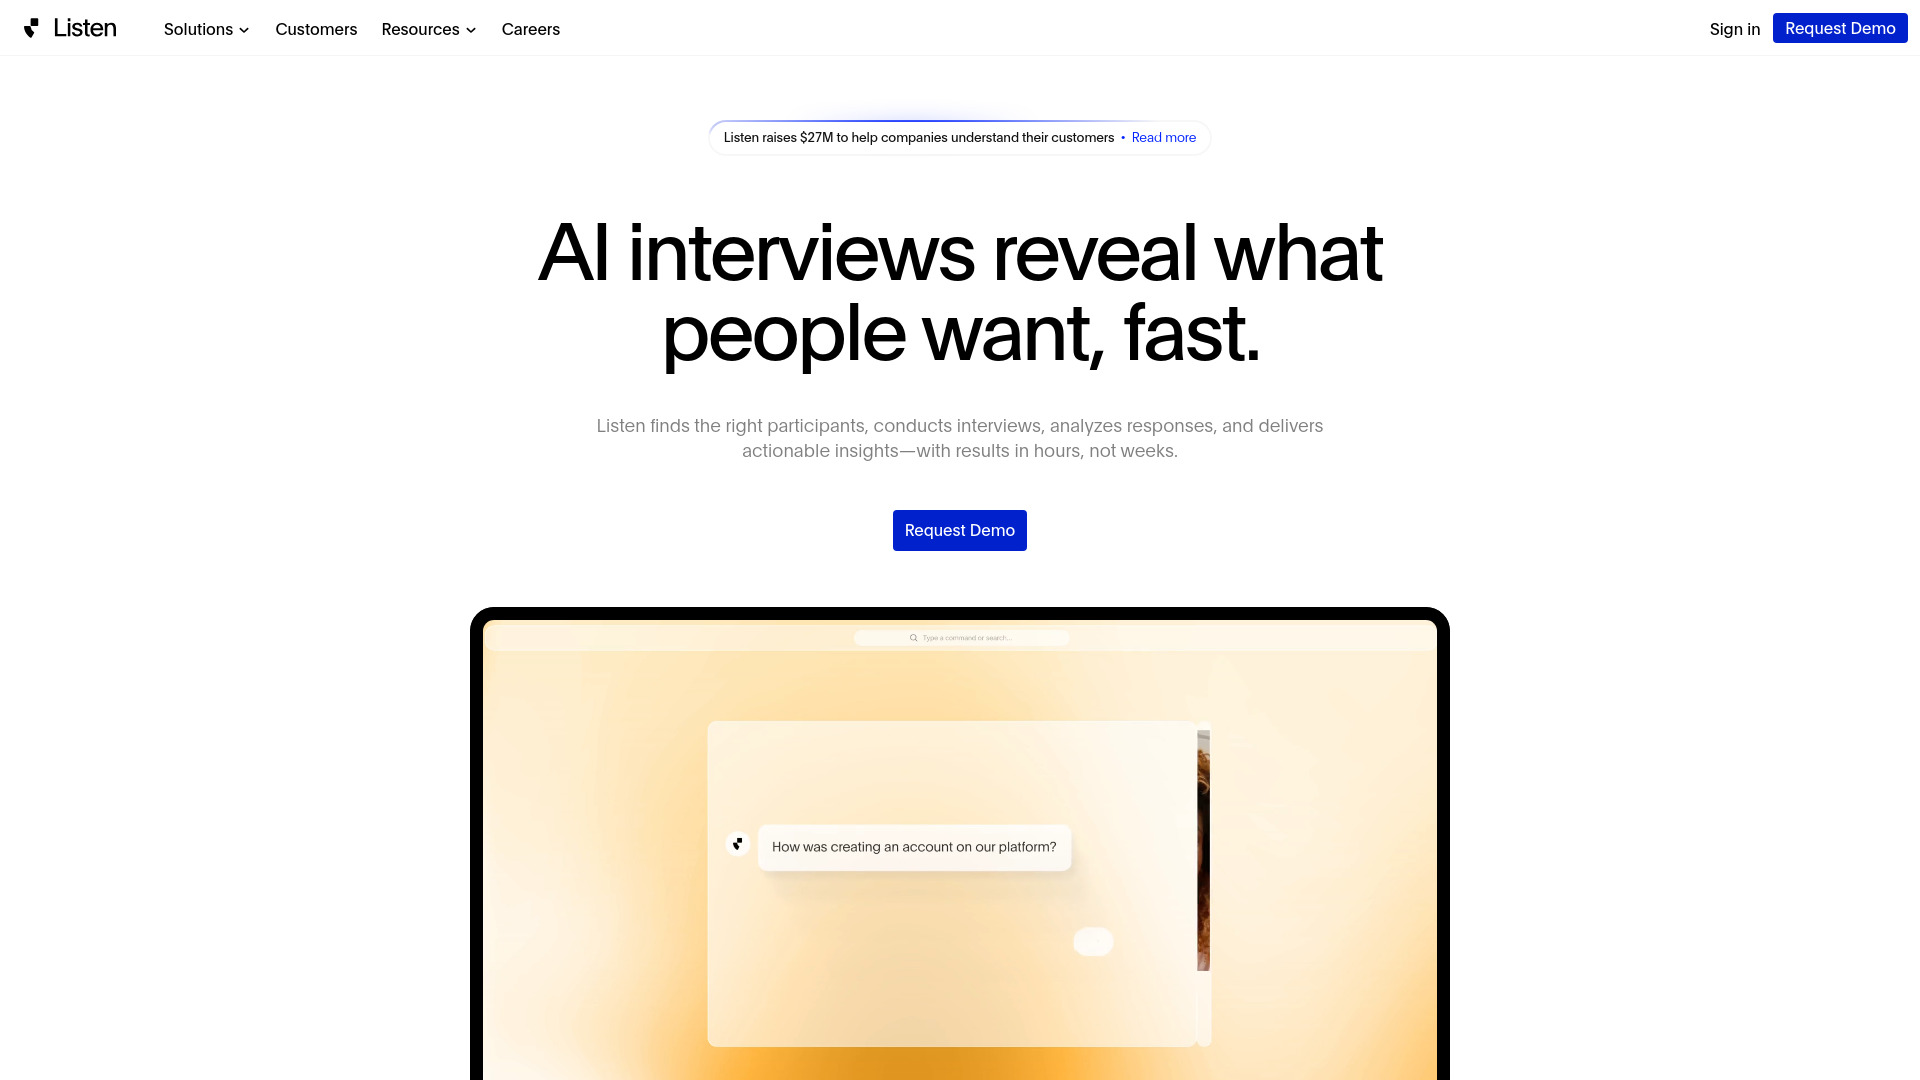 Listen
Solutions
Customers
Resources
Careers
Sign in
Request Demo
Listen raises $27M to help companies understand their customers • Read more
AI interviews reveal what
people want, fast.
Listen finds the right participants, conducts interviews, analyzes responses, and delivers
actionable insights—with results in hours, not weeks.
Request Demo
Type a command or search...
How was creating an account on our platform?